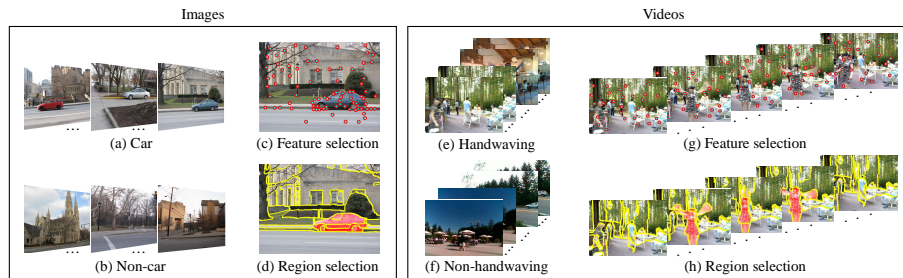 Images
Videos
(a) Car
(c) Feature selection
(e) Handwaving
(g) Feature selection
(b) Non-car
(d) Region selection
(f) Non-handwaving
(h) Region selection